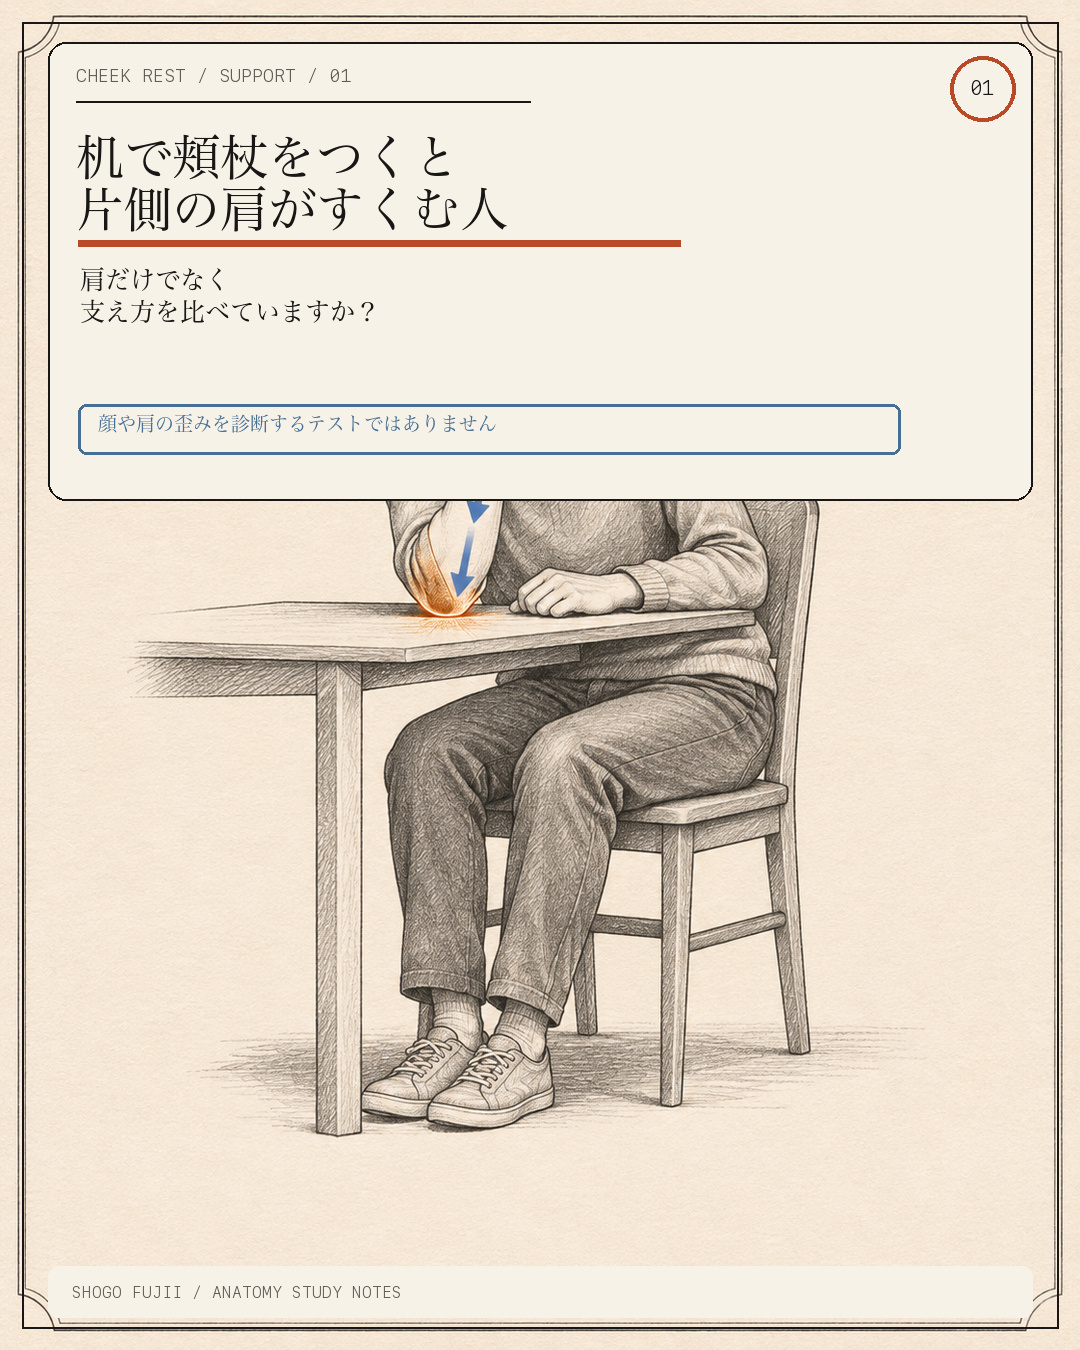 CHEEK REST / SUPPORT / 01
01
机で頬杖をつくと
片側の肩がすくむ人
肩だけでなく
支え方を比べていますか？
顔や肩の歪みを診断するテストではありません
SHOGO FUJII / ANATOMY STUDY NOTES